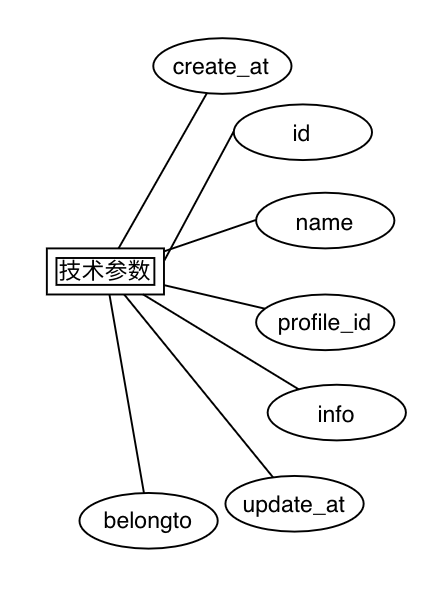 create_at
id
name
技术参数
profile_id
info
update_at
belongto